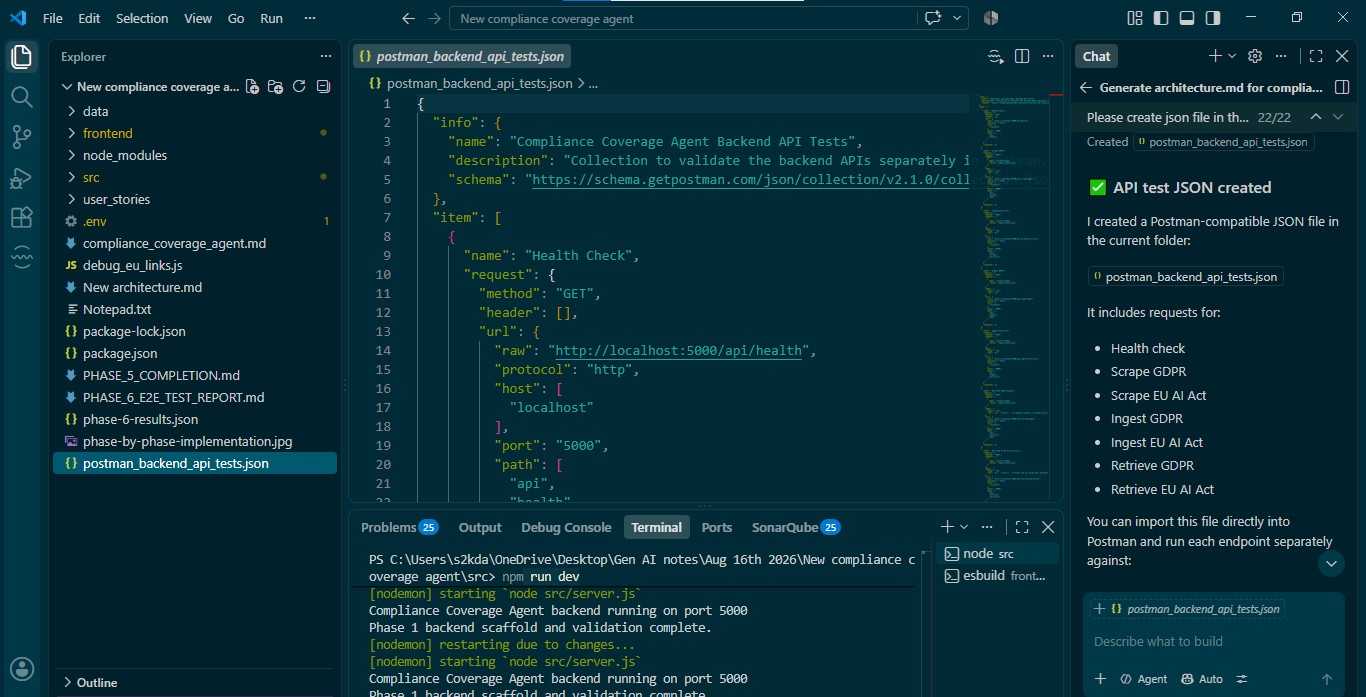 File Edit Selection View Go Run ···
New compliance coverage agent
Explorer ···
New compliance coverage a...
data
frontend
node_modules
src
user_stories
.env 1
compliance_coverage_agent.md
JS debug_eu_links.js
New architecture.md
Notepad.txt
{} package-lock.json
{} package.json
PHASE_5_COMPLETION.md
PHASE_6_E2E_TEST_REPORT.md
{} phase-6-results.json
phase-by-phase-implementation.jpg
{} postman_backend_api_tests.json
Outline
{} postman_backend_api_tests.json
{} postman_backend_api_tests.json > ...
1 {
2 "info": {
3 "name": "Compliance Coverage Agent Backend API Tests",
4 "description": "Collection to validate the backend APIs separately i
5 "schema": "https://schema.getpostman.com/json/collection/v2.1.0/coll
6 },
7 "item": [
8 {
9 "name": "Health Check",
10 "request": {
11 "method": "GET",
12 "header": [],
13 "url": {
14 "raw": "http://localhost:5000/api/health",
15 "protocol": "http",
16 "host": [
17 "localhost"
18 ],
19 "port": "5000",
20 "path": [
21 "api",
22 "health"
Problems 25 Output Debug Console Terminal Ports SonarQube 25
PS C:\Users\s2kda\OneDrive\Desktop\Gen AI notes\Aug 16th 2026\New compliance c
overage agent\src> npm run dev
[nodemon] starting `node src/server.js`
Compliance Coverage Agent backend running on port 5000
Phase 1 backend scaffold and validation complete.
[nodemon] restarting due to changes...
[nodemon] starting `node src/server.js`
Compliance Coverage Agent backend running on port 5000
Phase 1 backend scaffold and validation complete.
node src
esbuild front...
Chat
Generate architecture.md for complia...
Please create json file in th... 22/22
Created {} postman_backend_api_tests.json
API test JSON created
I created a Postman-compatible JSON file in
the current folder:
{} postman_backend_api_tests.json
It includes requests for:
• Health check
• Scrape GDPR
• Scrape EU AI Act
• Ingest GDPR
• Ingest EU AI Act
• Retrieve GDPR
• Retrieve EU AI Act
You can import this file directly into
Postman and run each endpoint separately
against:
{} postman_backend_api_tests.json
Describe what to build
Agent Auto